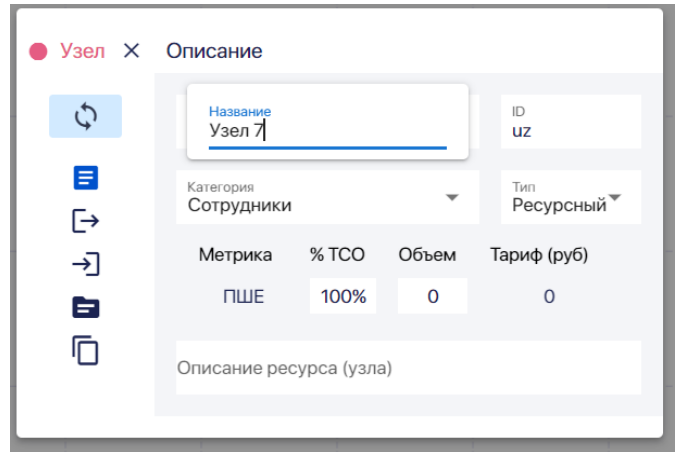 Узел Описание
Название ID
Узел 7 uz
Категория Тип
Сотрудники Ресурсный
Метрика % ТСО Объем Тариф (руб)
ПШЕ 100% 0 0
Описание ресурса (узла)